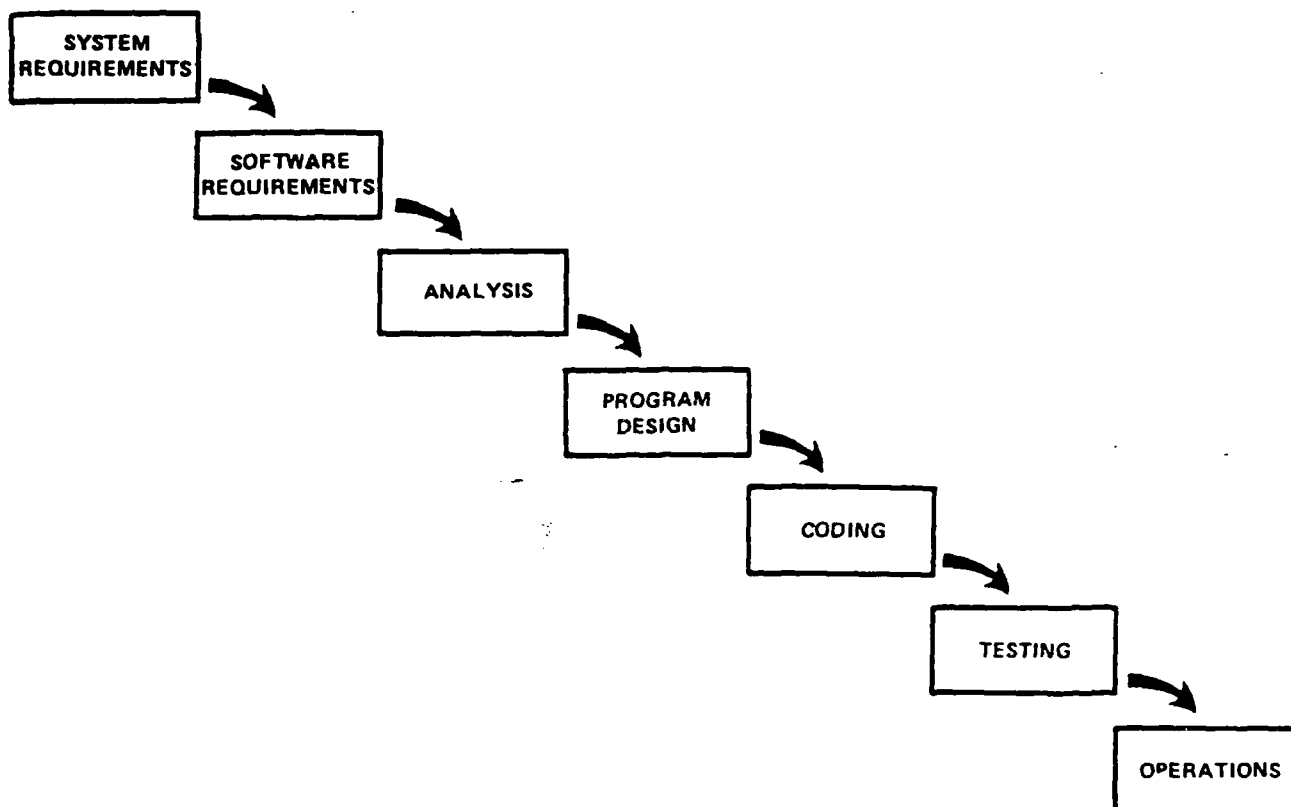 SYSTEM
REQUIREMENTS
SOFTWARE
REQUIREMENTS
ANALYSIS
PROGRAM
DESIGN
CODING
TESTING
OPERATIONS